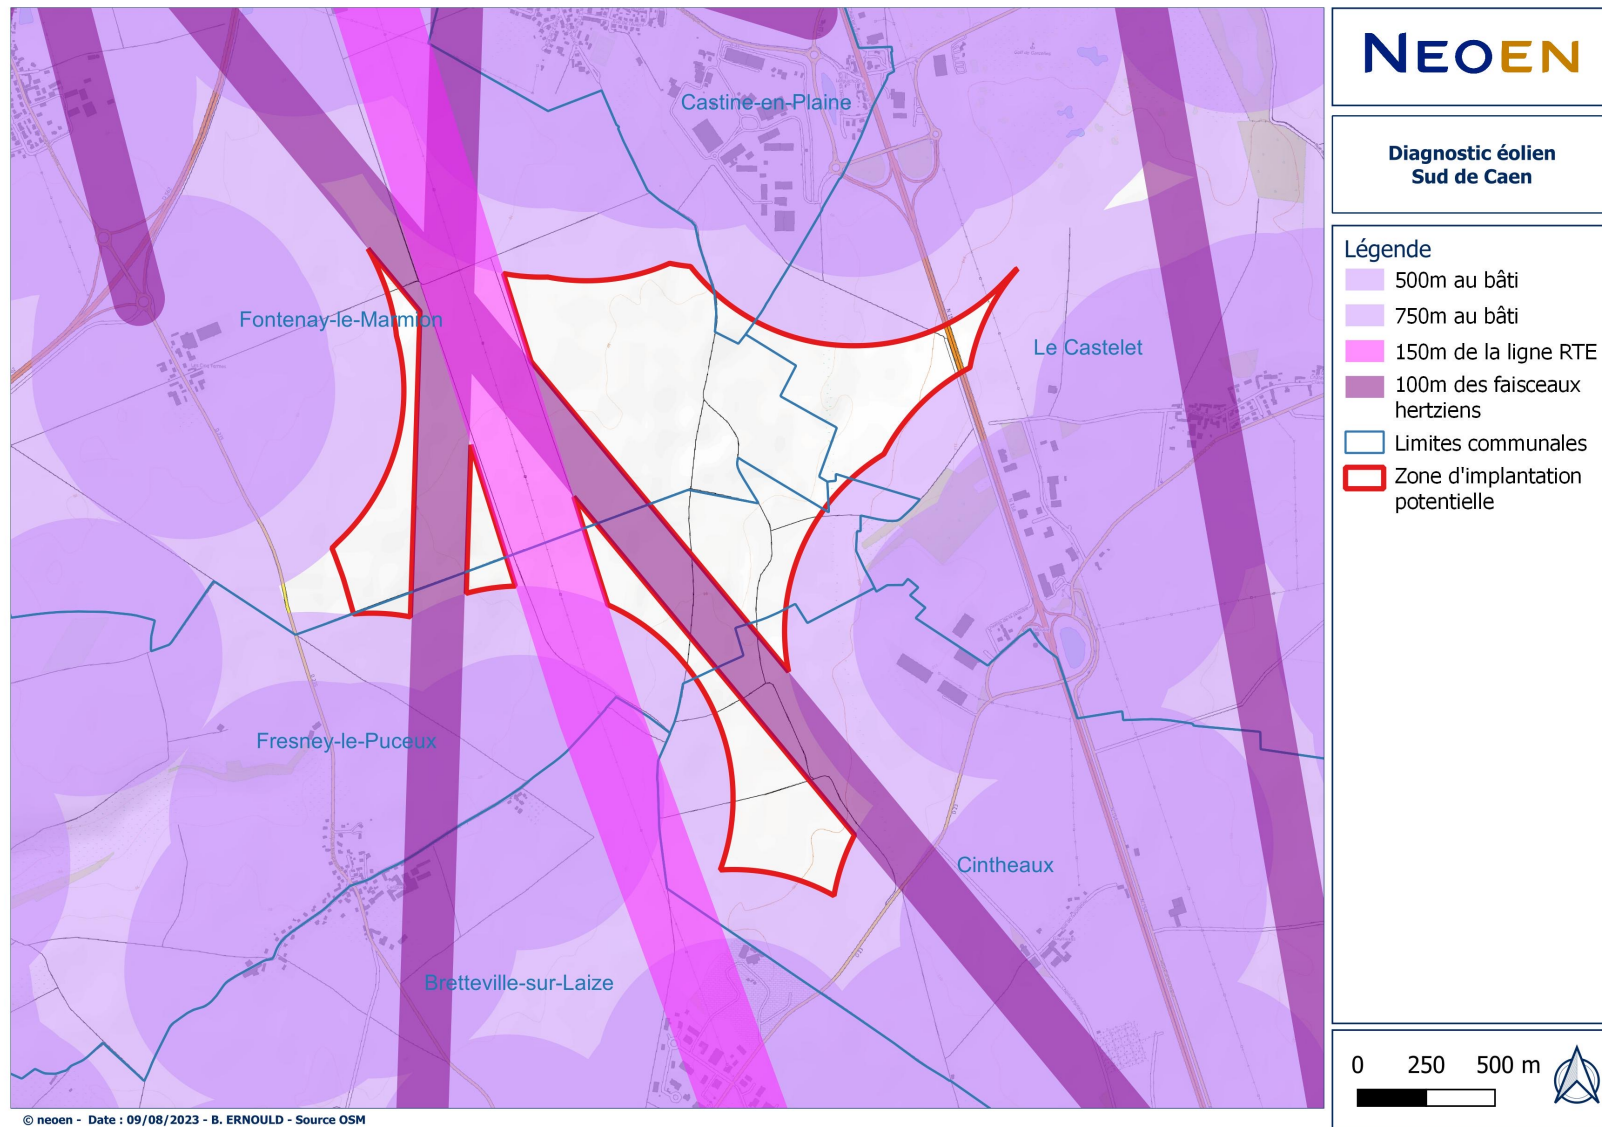 NEOEN
Diagnostic éolien
Sud de Caen
Légende
500m au bâti
750m au bâti
150m de la ligne RTE
100m des faisceaux
hertziens
Limites communales
Zone d'implantation
potentielle
Castine-en-Plaine
Fontenay-le-Marmion
Le Castelet
Fresney-le-Puceux
Cintheaux
Bretteville-sur-Laize
0 250 500 m
© neoen - Date : 09/08/2023 - B. ERNOULD - Source OSM